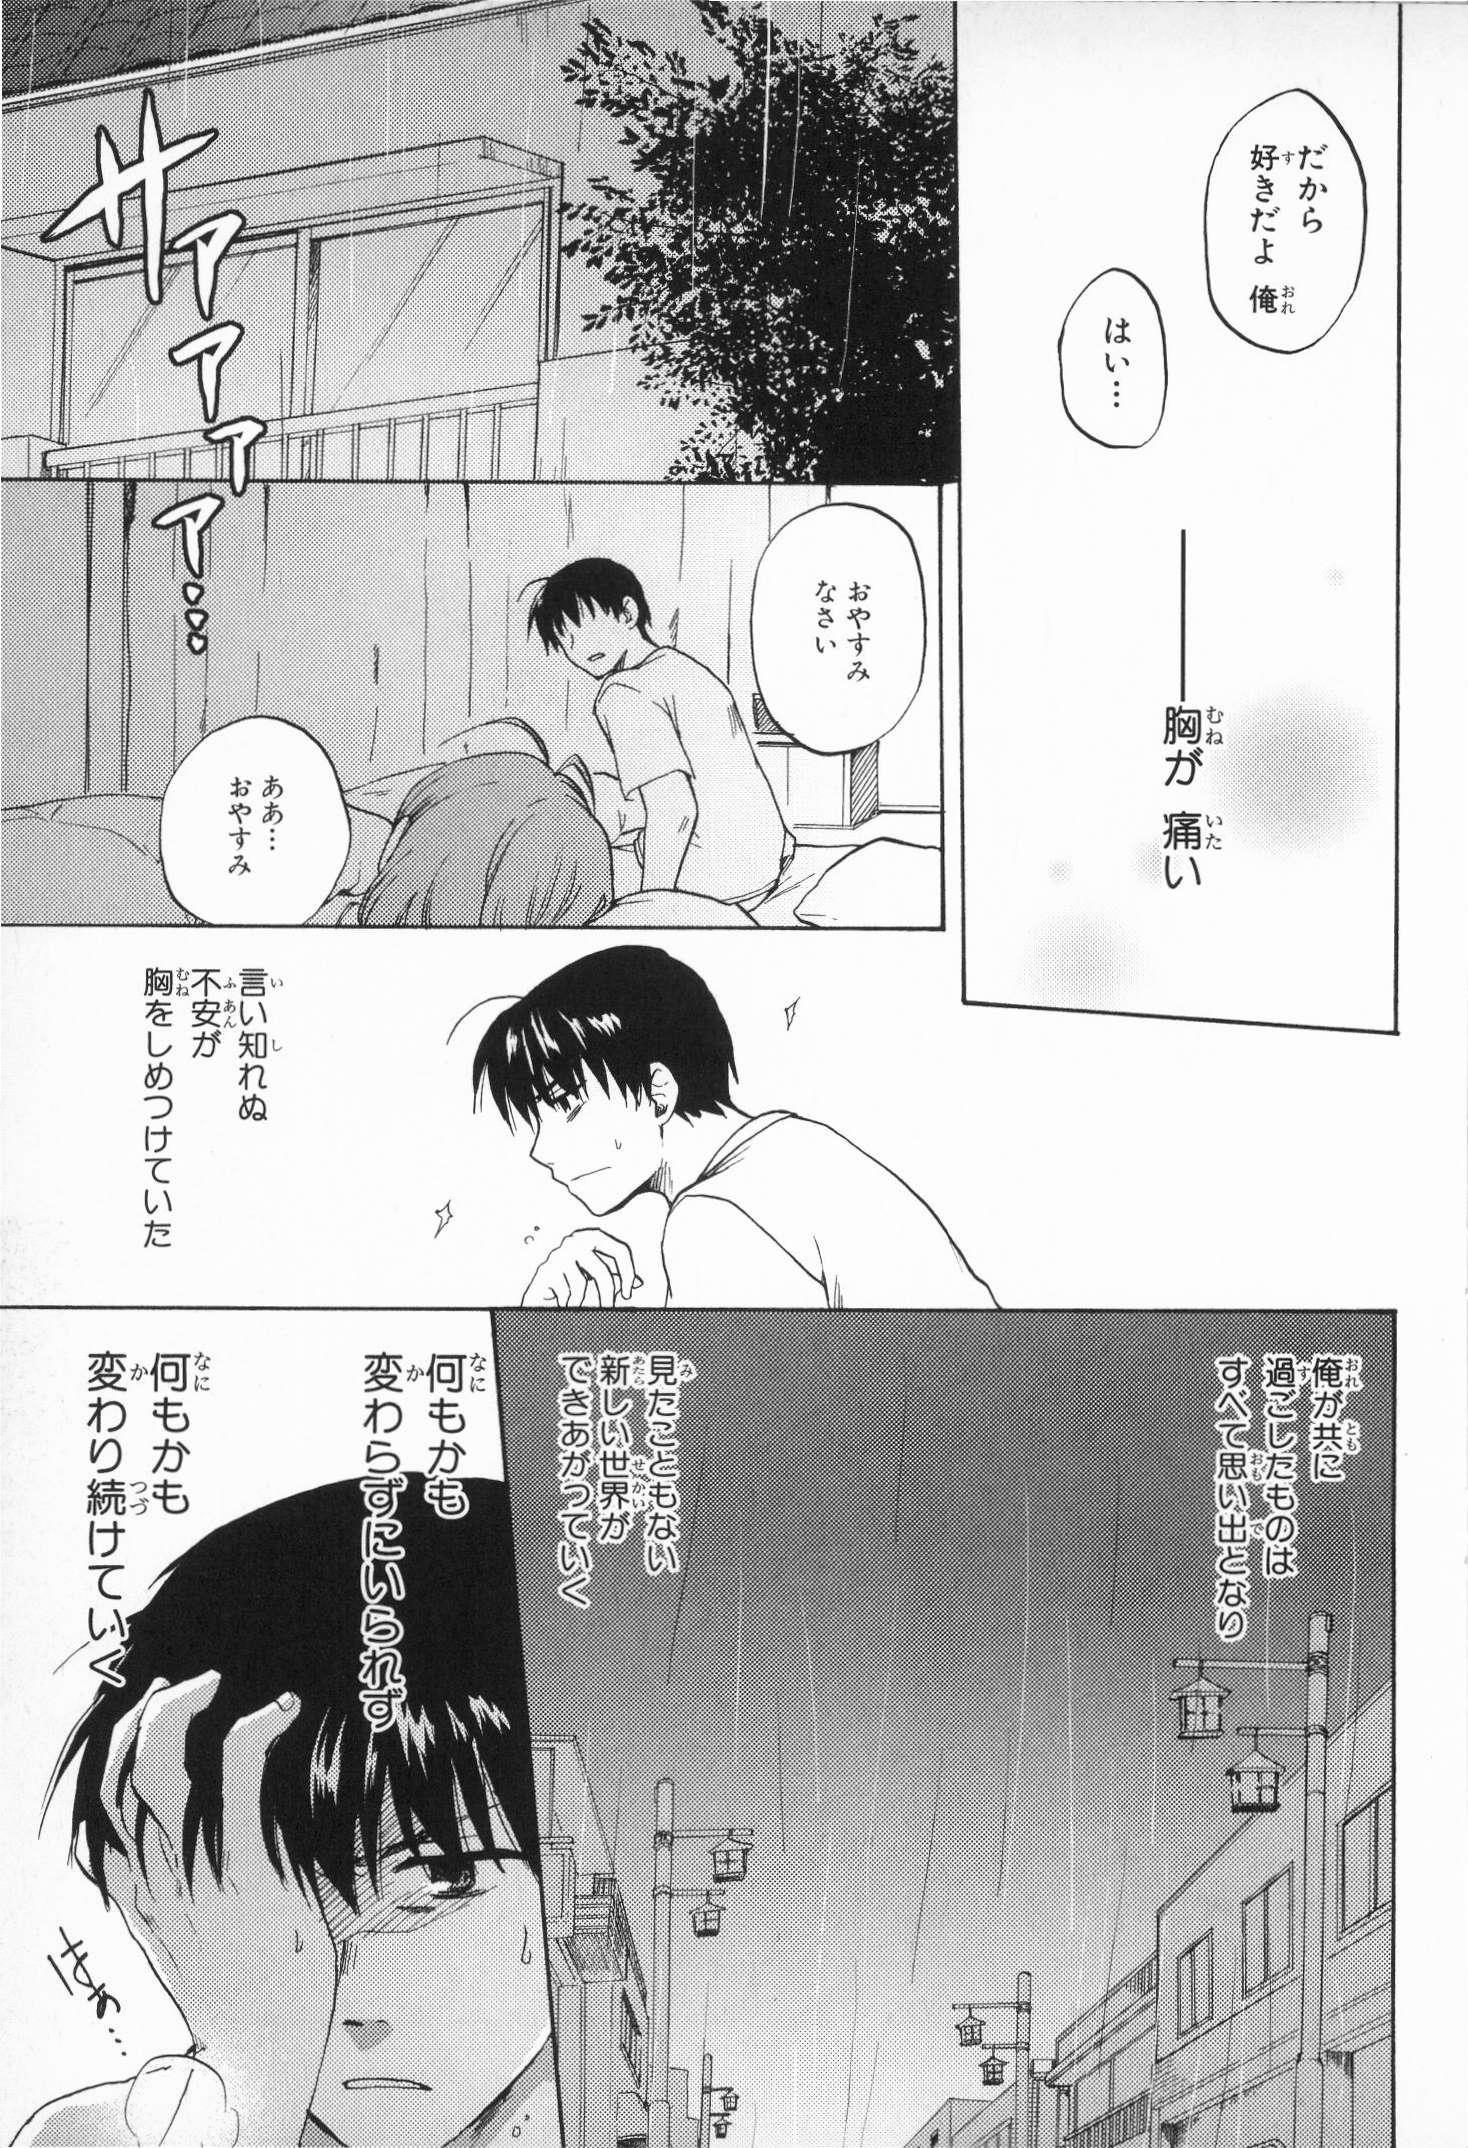 だから
好きだよ 俺
はい…
――胸が 痛い
サアアアアァ…
おやすみ
なさい
ああ…
おやすみ
言い知れぬ
不安が
胸をしめつけていた
俺が共に
過ごしたものは
すべて思い出となり
見たこともない
新しい世界が
できあがっていく
何もかも
変わらずにいられず
何もかも
変わり続けていく
はぁ…